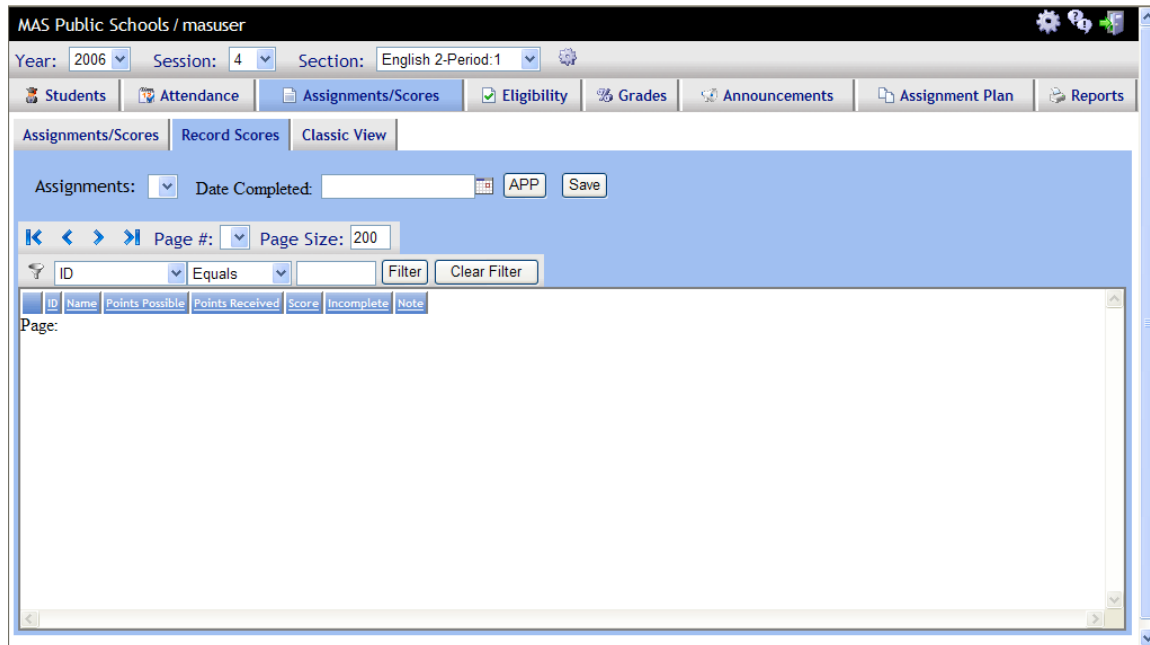 MAS Public Schools / masuser
Year: 2006 Session: 4 Section: English 2-Period:1
Students Attendance Assignments/Scores Eligibility % Grades Announcements Assignment Plan Reports
Assignments/Scores Record Scores Classic View
Assignments: Date Completed: APP Save
Page #: Page Size: 200
ID Equals Filter Clear Filter
ID Name Points Possible Points Received Score Incomplete Note
Page: